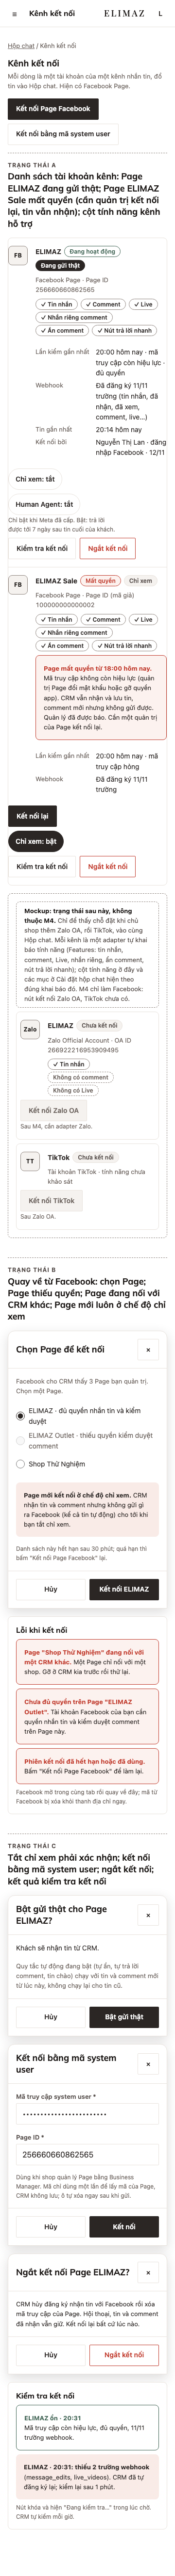 ≡ Kênh kết nối ELIMAZ L
Hộp chat / Kênh kết nối
Kênh kết nối
Mỗi dòng là một tài khoản của một kênh nhắn tin, đổ
tin vào Hộp chat. Hiện có Facebook Page.
Kết nối Page Facebook
Kết nối bằng mã system user
TRẠNG THÁI A
Danh sách tài khoản kênh: Page
ELIMAZ đang gửi thật; Page ELIMAZ
Sale mất quyền (cần quản trị kết nối
lại, tin vẫn nhận); cột tính năng kênh
hỗ trợ
FB
ELIMAZ Đang hoạt động
Đang gửi thật
Facebook Page · Page ID
256660660862565
✓ Tin nhắn ✓ Comment ✓ Live
✓ Nhắn riêng comment
✓ Ẩn comment ✓ Nút trả lời nhanh
Lần kiểm gần nhất 20:00 hôm nay · mã
truy cập còn hiệu lực ·
đủ quyền
Webhook Đã đăng ký 11/11
trường (tin nhắn, đã
nhận, đã xem,
comment, live...)
Tin gần nhất 20:14 hôm nay
Kết nối bởi Nguyễn Thị Lan · đăng
nhập Facebook · 12/11
Chỉ xem: tắt
Human Agent: tắt
Chỉ bật khi Meta đã cấp. Bật: trả lời
được tới 7 ngày sau tin cuối của khách.
Kiểm tra kết nối Ngắt kết nối
FB
ELIMAZ Sale Mất quyền Chỉ xem
Facebook Page · Page ID (mã giả)
100000000000002
✓ Tin nhắn ✓ Comment ✓ Live
✓ Nhắn riêng comment
✓ Ẩn comment ✓ Nút trả lời nhanh
Page mất quyền từ 18:00 hôm nay.
Mã truy cập không còn hiệu lực (quản
trị Page đổi mật khẩu hoặc gỡ quyền
app). CRM vẫn nhận và lưu tin,
comment mới nhưng không gửi được.
Quản lý đã được báo. Cần một quản trị
của Page kết nối lại.
Lần kiểm gần nhất 20:00 hôm nay · mã
truy cập hỏng
Webhook Đã đăng ký 11/11
trường
Kết nối lại
Chỉ xem: bật
Kiểm tra kết nối Ngắt kết nối
Mockup: trạng thái sau này, không
thuộc M4. Chỉ để thấy chỗ đặt khi chủ
shop thêm Zalo OA, rồi TikTok, vào cùng
Hộp chat. Mỗi kênh là một adapter tự khai
báo tính năng (Features: tin nhắn,
comment, Live, nhắn riêng, ẩn comment,
nút trả lời nhanh); cột tính năng ở đây và
các mục ở Cài đặt hộp chat hiện theo
đúng khai báo đó. M4 chỉ làm Facebook:
nút kết nối Zalo OA, TikTok chưa có.
Zalo
ELIMAZ Chưa kết nối
Zalo Official Account · OA ID
266922216953909495
✓ Tin nhắn
Không có comment
Không có Live
Kết nối Zalo OA
Sau M4, cần adapter Zalo.
TT
TikTok Chưa kết nối
Tài khoản TikTok · tính năng chưa
khảo sát
Kết nối TikTok
Sau Zalo OA.
TRẠNG THÁI B
Quay về từ Facebook: chọn Page;
Page thiếu quyền; Page đang nối với
CRM khác; Page mới luôn ở chế độ chỉ
xem
Chọn Page để kết nối ×
Facebook cho CRM thấy 3 Page bạn quản trị.
Chọn một Page.
ELIMAZ · đủ quyền nhắn tin và kiểm
duyệt
ELIMAZ Outlet · thiếu quyền kiểm duyệt
comment
Shop Thử Nghiệm
Page mới kết nối ở chế độ chỉ xem. CRM
nhận tin và comment nhưng không gửi gì
ra Facebook (kể cả tin tự động) cho tới khi
bạn tắt chỉ xem.
Danh sách này hết hạn sau 30 phút; quá hạn thì
bấm "Kết nối Page Facebook" lại.
Hủy Kết nối ELIMAZ
Lỗi khi kết nối
Page "Shop Thử Nghiệm" đang nối với
một CRM khác. Một Page chỉ nối với một
shop. Gỡ ở CRM kia trước rồi thử lại.
Chưa đủ quyền trên Page "ELIMAZ
Outlet". Tài khoản Facebook của bạn cần
quyền nhắn tin và kiểm duyệt comment
trên Page này.
Phiên kết nối đã hết hạn hoặc đã dùng.
Bấm "Kết nối Page Facebook" để làm lại.
Facebook mở trong cùng tab rồi quay về đây; mã từ
Facebook bị xóa khỏi thanh địa chỉ ngay.
TRẠNG THÁI C
Tắt chỉ xem phải xác nhận; kết nối
bằng mã system user; ngắt kết nối;
kết quả kiểm tra kết nối
Bật gửi thật cho Page
ELIMAZ? ×
Khách sẽ nhận tin từ CRM.
Quy tắc tự động đang bật (tự ẩn, tự trả lời
comment, tin chào) chạy với tin và comment mới
từ lúc này, không chạy lại cho tin cũ.
Hủy Bật gửi thật
Kết nối bằng mã system
user ×
Mã truy cập system user *
••••••••••••••••••••••••
Page ID *
256660660862565
Dùng khi shop quản lý Page bằng Business
Manager. Mã chỉ dùng một lần để lấy mã của Page,
CRM không lưu; ô tự xóa ngay sau khi gửi.
Hủy Kết nối
Ngắt kết nối Page ELIMAZ? ×
CRM hủy đăng ký nhận tin với Facebook rồi xóa
mã truy cập của Page. Hội thoại, tin và comment
đã nhận vẫn giữ. Kết nối lại bất cứ lúc nào.
Hủy Ngắt kết nối
Kiểm tra kết nối
ELIMAZ ổn · 20:31
Mã truy cập còn hiệu lực, đủ quyền, 11/11
trường webhook.
ELIMAZ · 20:31: thiếu 2 trường webhook
(message_edits, live_videos). CRM đã tự
đăng ký lại; kiểm lại sau 1 phút.
Nút khóa và hiện "Đang kiểm tra..." trong lúc chờ.
CRM tự kiểm mỗi giờ.